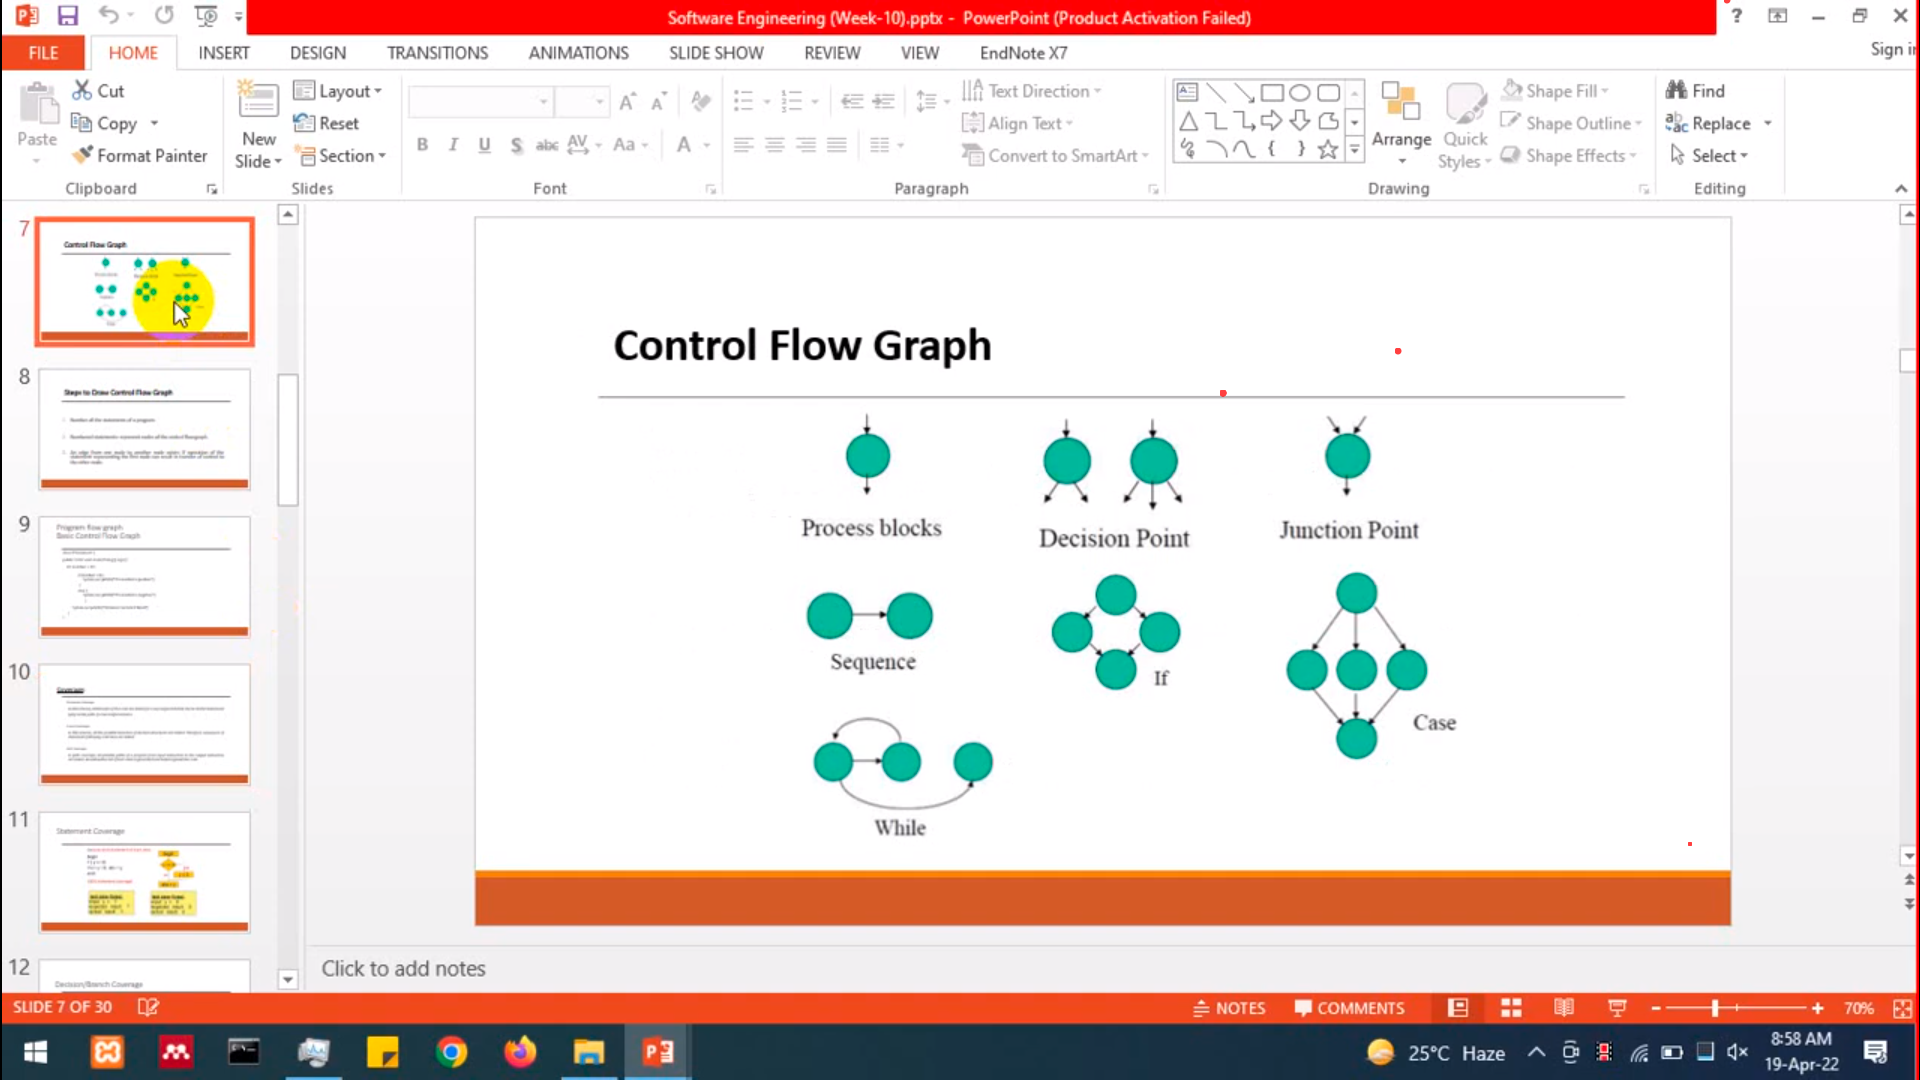 Software Engineering (Week-10).pptx - PowerPoint (Product Activation Failed)
?
FILE HOME INSERT DESIGN TRANSITIONS ANIMATIONS SLIDE SHOW REVIEW VIEW EndNote X7
Sign in
Paste
Cut
Copy
Format Painter
Clipboard
New
Slide
Layout
Reset
Section
Slides
B I U S abc AV Aa A
Font
Text Direction
Align Text
Convert to SmartArt
Paragraph
Arrange
Quick
Styles
Shape Fill
Shape Outline
Shape Effects
Drawing
Find
Replace
Select
Editing
7
Control Flow Graph
8
Steps to Draw Control Flow Graph
9
Program flow graph
Basic Control Flow Graph
10
11
Statement Coverage
12
Decision/Branch Coverage
Control Flow Graph
Process blocks
Decision Point
Junction Point
Sequence
If
Case
While
Click to add notes
SLIDE 7 OF 30
NOTES
COMMENTS
70%
25°C Haze
8:58 AM
19-Apr-22